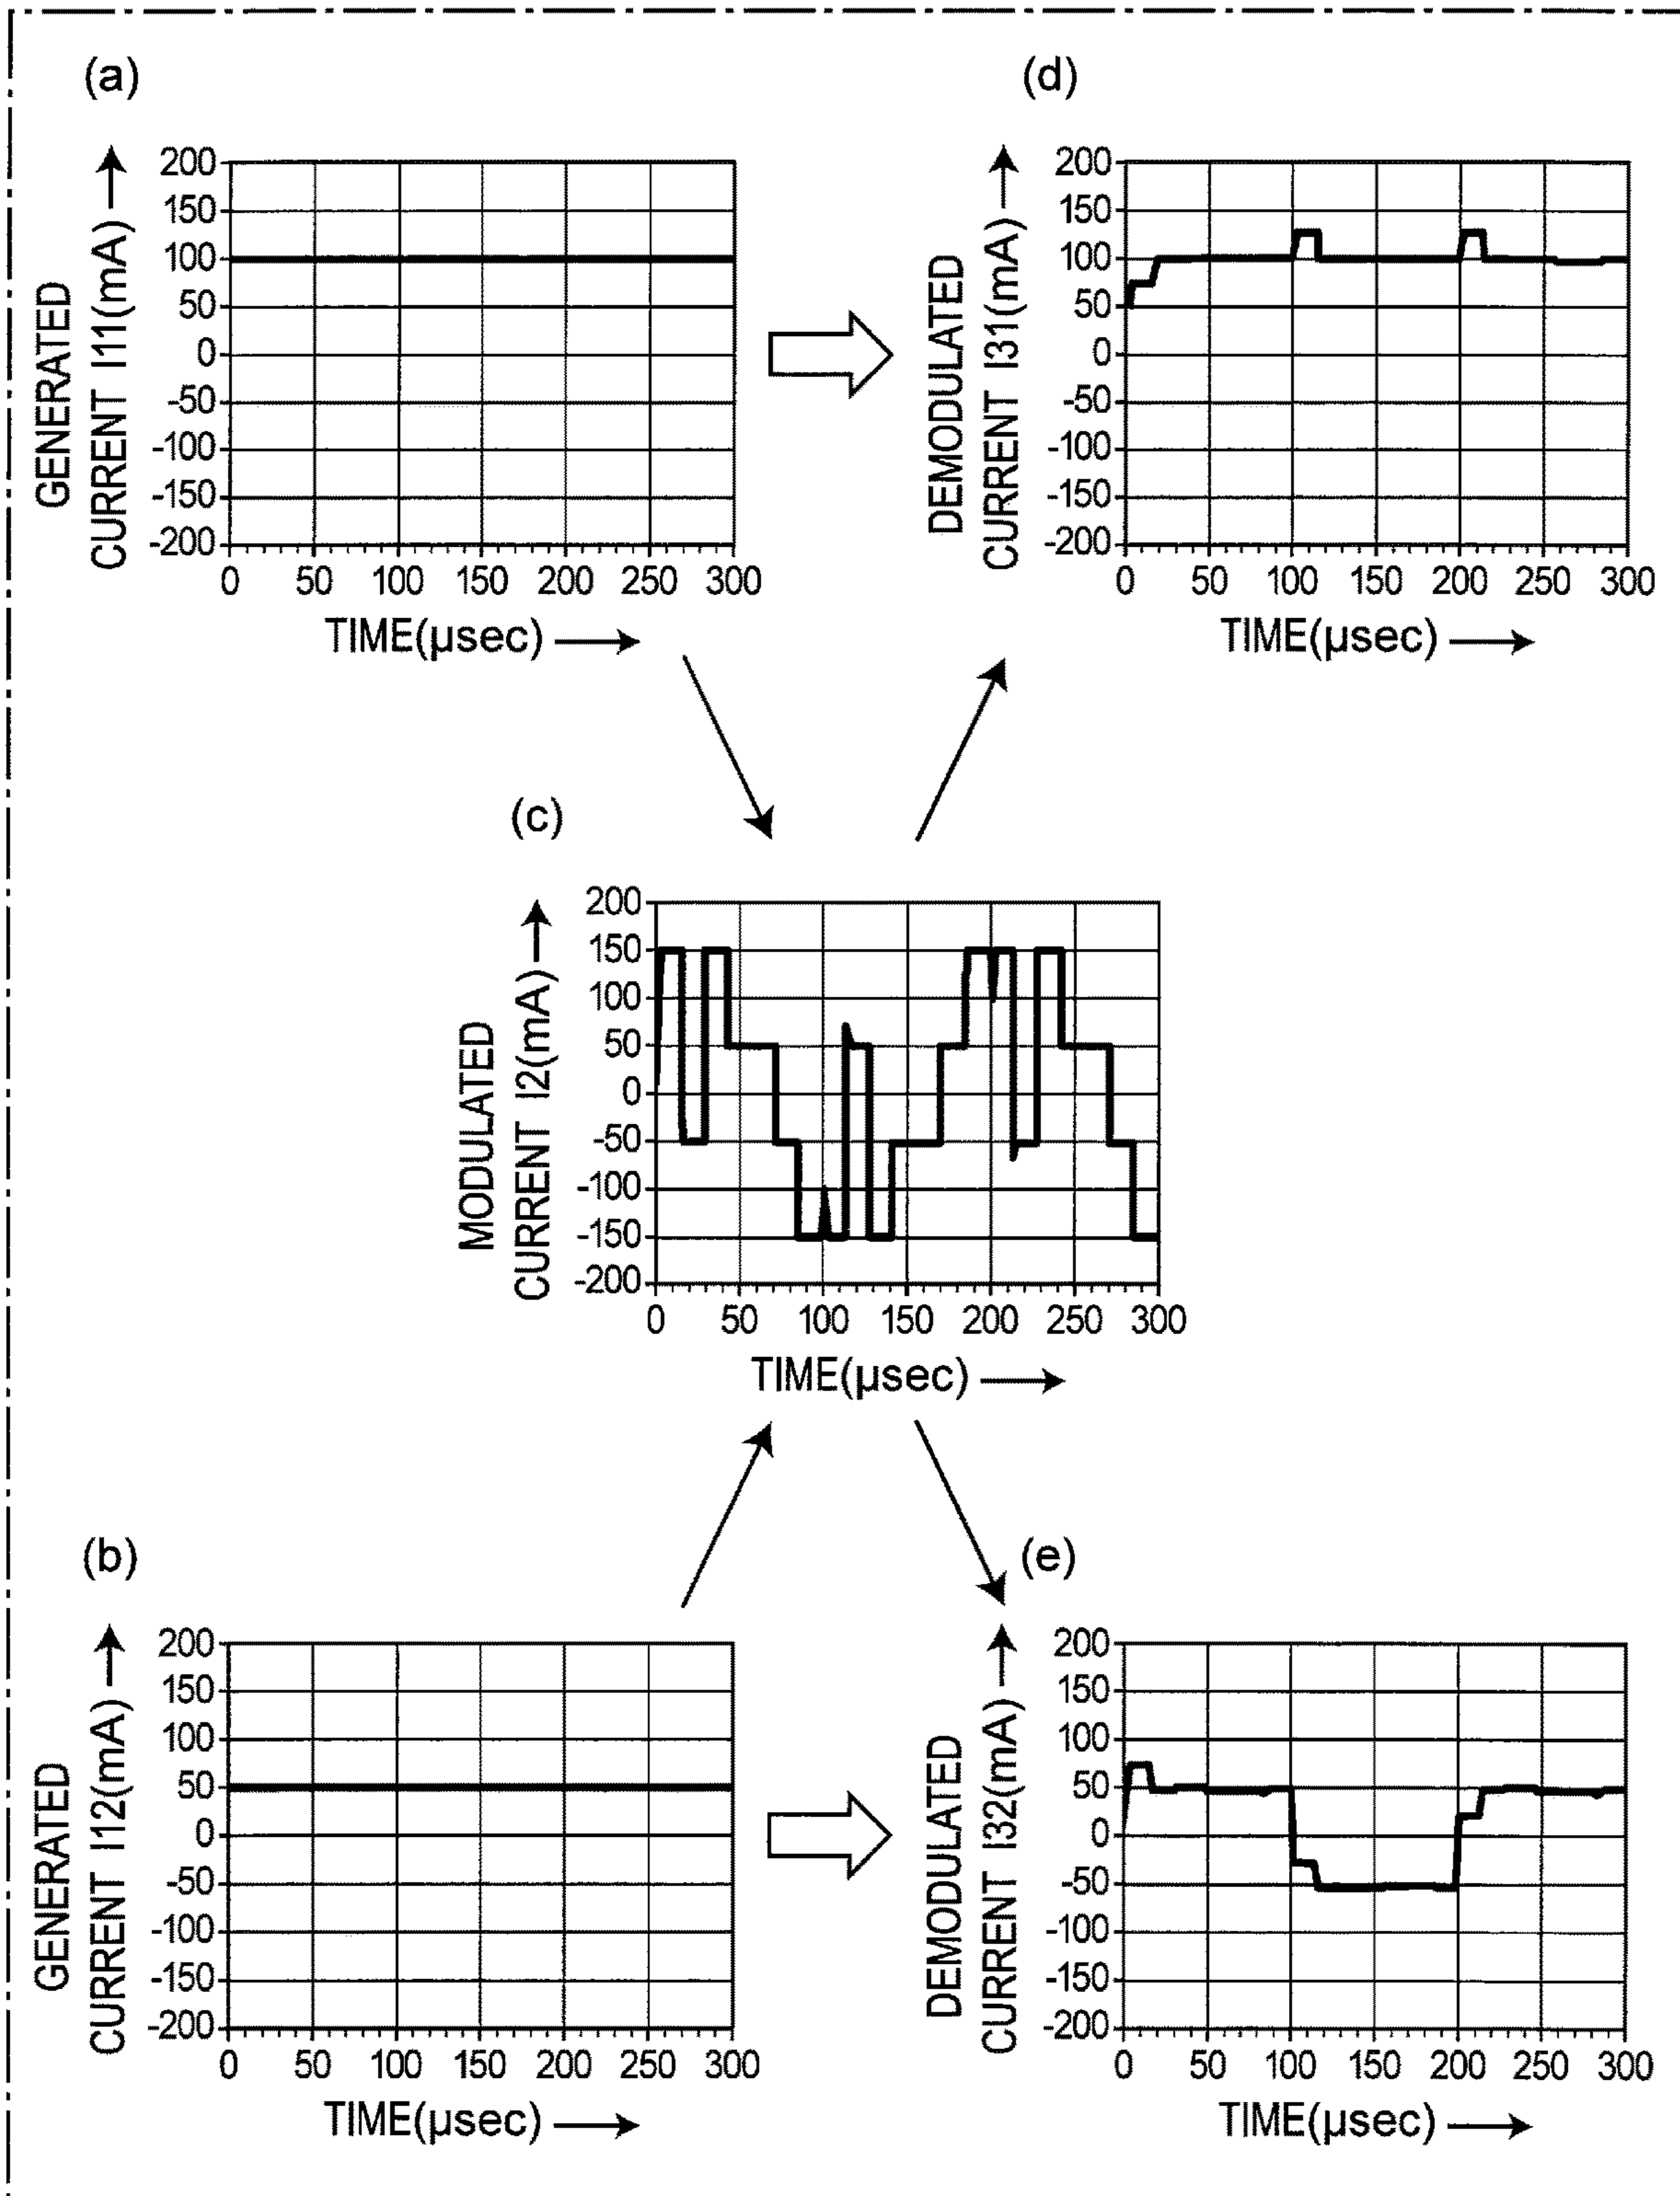 (a)
GENERATED
CURRENT I11(mA)
200
150
100
50
0
-50
-100
-150
-200
0 50 100 150 200 250 300
TIME(μsec)
(d)
DEMODULATED
CURRENT I31(mA)
200
150
100
50
0
-50
-100
-150
-200
0 50 100 150 200 250 300
TIME(μsec)
(c)
MODULATED
CURRENT I2(mA)
200
150
100
50
0
-50
-100
-150
-200
0 50 100 150 200 250 300
TIME(μsec)
(b)
GENERATED
CURRENT I12(mA)
200
150
100
50
0
-50
-100
-150
-200
0 50 100 150 200 250 300
TIME(μsec)
(e)
DEMODULATED
CURRENT I32(mA)
200
150
100
50
0
-50
-100
-150
-200
0 50 100 150 200 250 300
TIME(μsec)